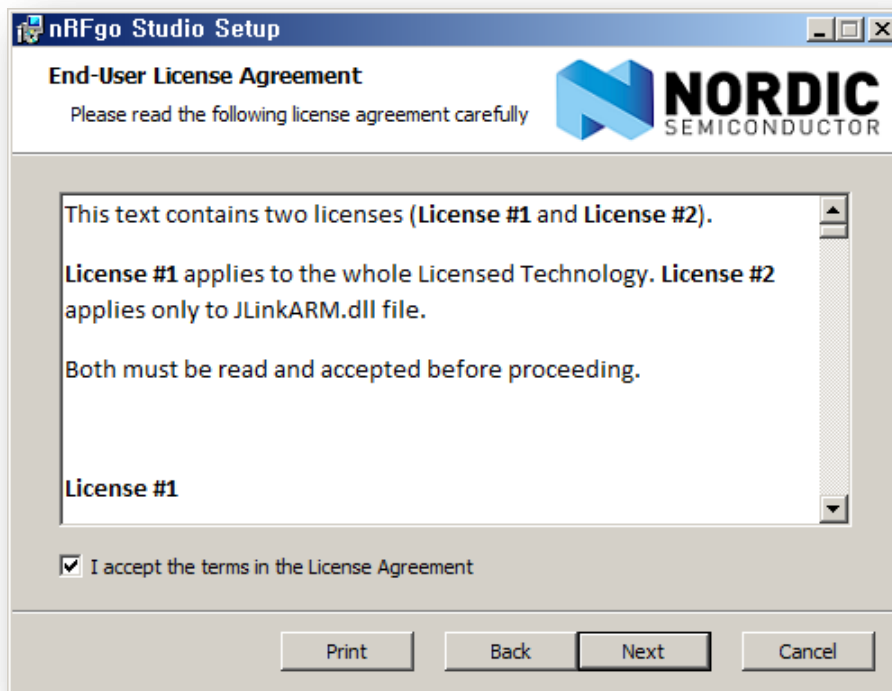 nRFgo Studio Setup
End-User License Agreement
Please read the following license agreement carefully
NORDIC
SEMICONDUCTOR
This text contains two licenses (License #1 and License #2).
License #1 applies to the whole Licensed Technology. License #2
applies only to JLinkARM.dll file.
Both must be read and accepted before proceeding.
License #1
I accept the terms in the License Agreement
Print
Back
Next
Cancel